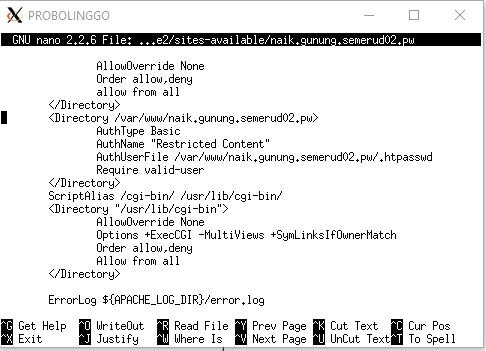 PROBOLINGGO
GNU nano 2.2.6 File: ...e2/sites-available/naik.gunung.semerud02.pw
AllowOverride None
Order allow,deny
allow from all
</Directory>
<Directory /var/www/naik.gunung.semerud02.pw>
AuthType Basic
AuthName "Restricted Content"
AuthUserFile /var/www/naik.gunung.semerud02.pw/.htpasswd
Require valid-user
</Directory>
ScriptAlias /cgi-bin/ /usr/lib/cgi-bin/
<Directory "/usr/lib/cgi-bin">
AllowOverride None
Options +ExecCGI -MultiViews +SymLinksIfOwnerMatch
Order allow,deny
Allow from all
</Directory>
ErrorLog ${APACHE_LOG_DIR}/error.log
^G Get Help ^O WriteOut ^R Read File ^Y Prev Page ^K Cut Text ^C Cur Pos
^X Exit ^J Justify ^W Where Is ^V Next Page ^U UnCut Text ^T To Spell